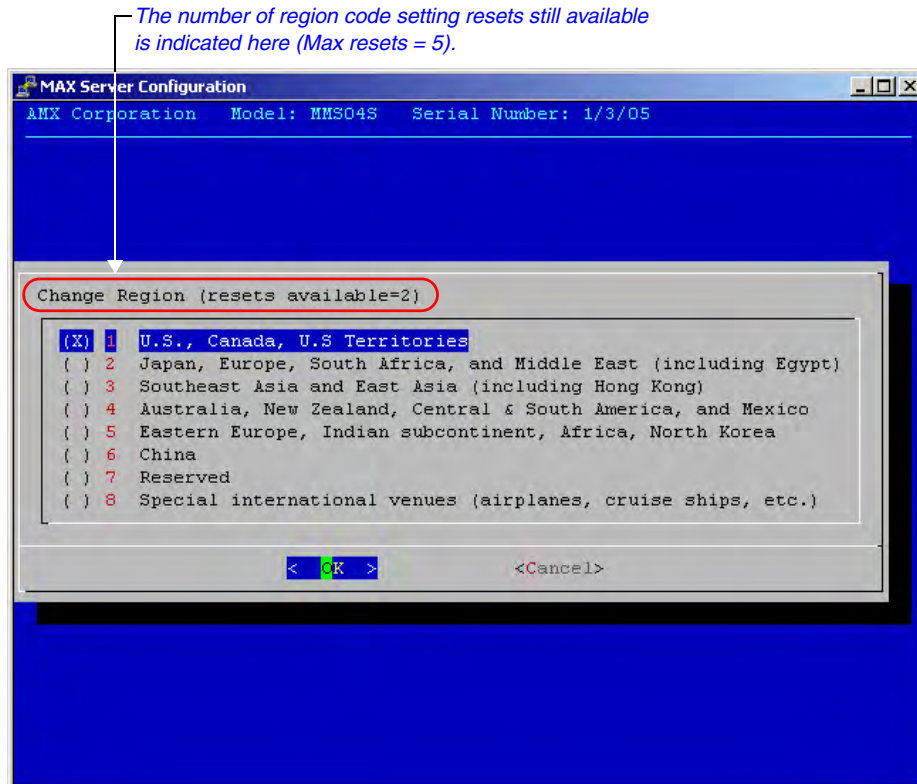 The number of region code setting resets still available
is indicated here (Max resets = 5).
MAX Server Configuration
AMX Corporation Model: MMS04S Serial Number: 1/3/05
Change Region (resets available=2)
(X) 1 U.S., Canada, U.S Territories
( ) 2 Japan, Europe, South Africa, and Middle East (including Egypt)
( ) 3 Southeast Asia and East Asia (including Hong Kong)
( ) 4 Australia, New Zealand, Central & South America, and Mexico
( ) 5 Eastern Europe, Indian subcontinent, Africa, North Korea
( ) 6 China
( ) 7 Reserved
( ) 8 Special international venues (airplanes, cruise ships, etc.)
< OK > <Cancel>